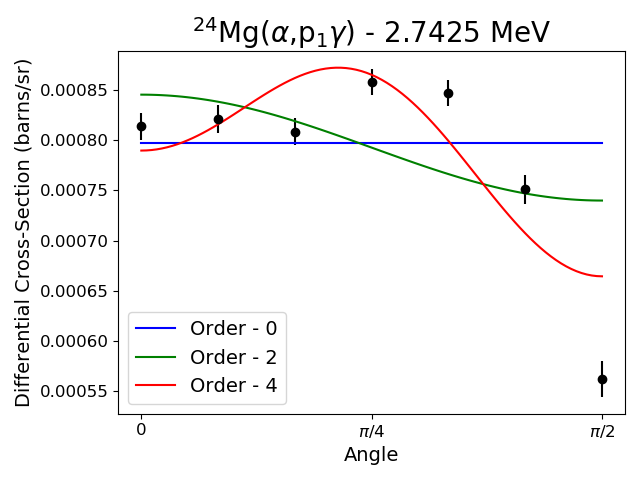 ²⁴Mg(α,p₁γ) - 2.7425 MeV
Differential Cross-Section (barns/sr)
0.00085
0.00080
0.00075
0.00070
0.00065
0.00060
0.00055
Order - 0
Order - 2
Order - 4
0 π/4 π/2
Angle